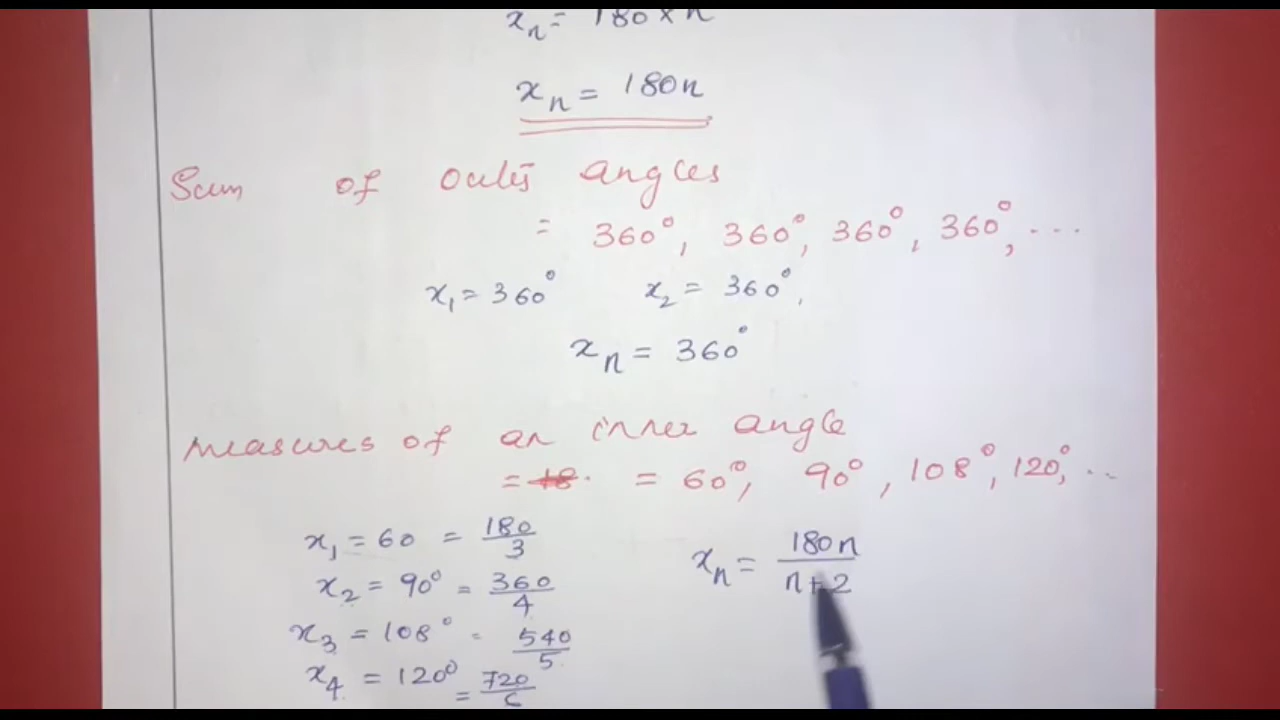 xₙ = 180 × n
xₙ = 180n
Sum of outer angles
= 360°, 360°, 360°, 360°, ...
x₁ = 360° x₂ = 360°,
xₙ = 360°
Measures of an inner angle
= = 60°, 90°, 108°, 120°, ...
x₁ = 60 = 180/3
x₂ = 90° = 360/4
xₙ = 180n/n+2
x₃ = 108° = 540/5
x₄ = 120° = 720/6